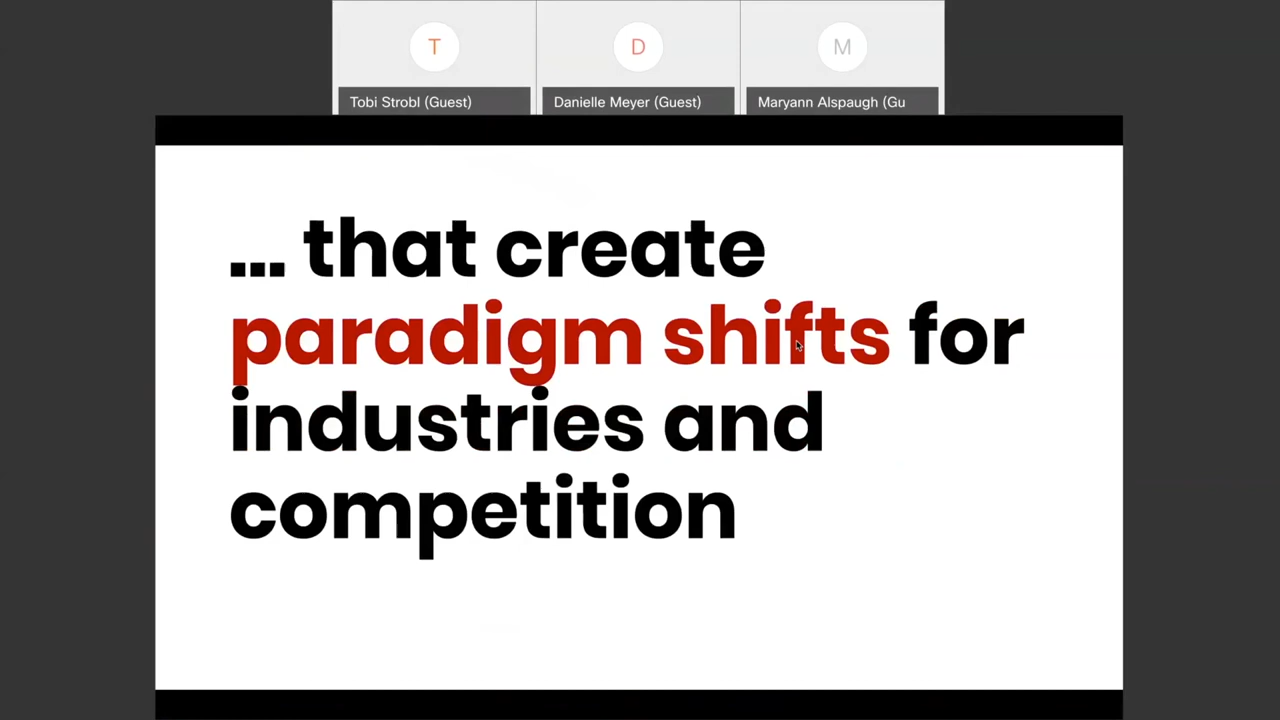 T
D
M
Tobi Strobl (Guest)
Danielle Meyer (Guest)
Maryann Alspaugh (Gu
... that create
paradigm shifts for
industries and
competition